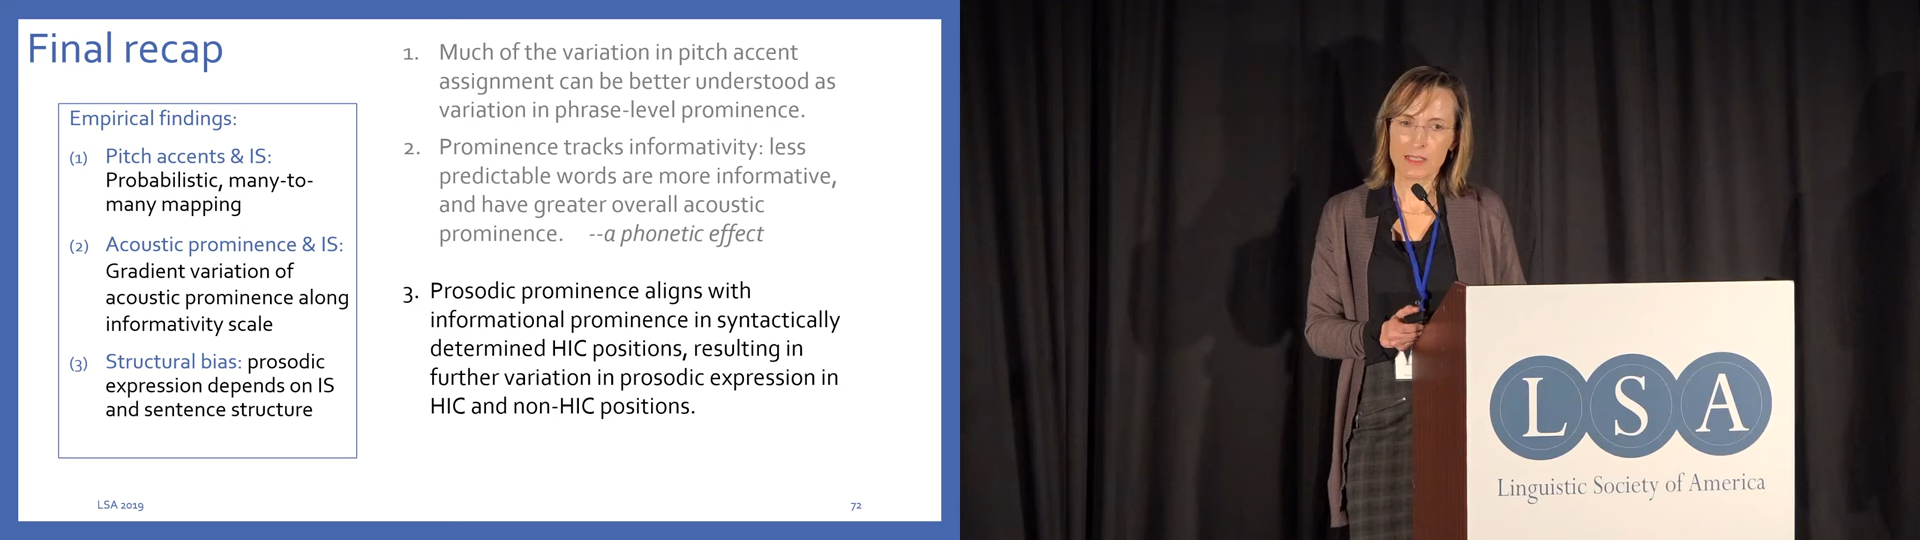 Final recap
Empirical findings:
(1) Pitch accents & IS:
Probabilistic, many-to-
many mapping
(2) Acoustic prominence & IS:
Gradient variation of
acoustic prominence along
informativity scale
(3) Structural bias: prosodic
expression depends on IS
and sentence structure
1. Much of the variation in pitch accent
assignment can be better understood as
variation in phrase-level prominence.
2. Prominence tracks informativity: less
predictable words are more informative,
and have greater overall acoustic
prominence. --a phonetic effect
3. Prosodic prominence aligns with
informational prominence in syntactically
determined HIC positions, resulting in
further variation in prosodic expression in
HIC and non-HIC positions.
LSA 2019
72
LSA
Linguistic Society of America